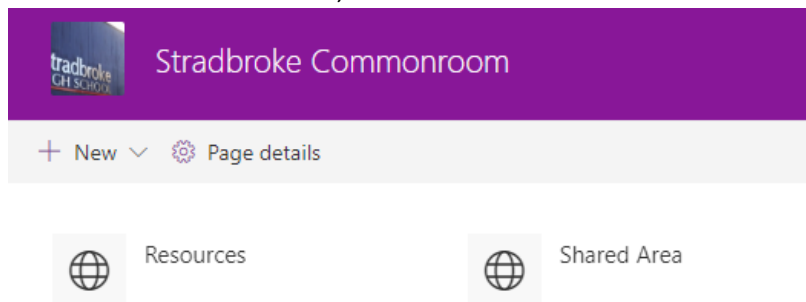 tradbroke
GH SCHOOL
Stradbroke Commonroom
+ New
Page details
Resources
Shared Area